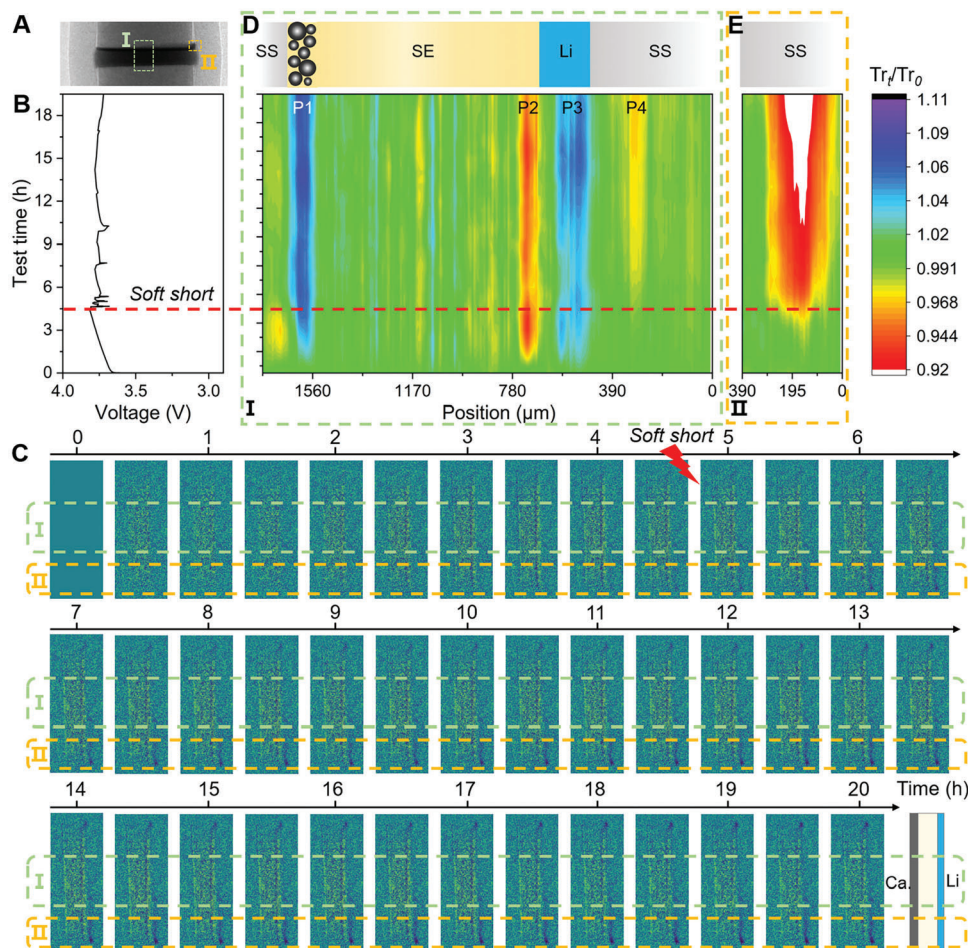 A
I
II
D
SS
SE
Li
SS
E
SS
Tr_t/Tr_0
B
Test time (h)
18
15
12
9
6
3
0
4.0
3.5
3.0
Voltage (V)
Soft short
P1
P2
P3
P4
1560
1170
780
390
0
Position (µm)
I
390
195
0
II
1.11
1.09
1.06
1.04
1.02
0.991
0.968
0.944
0.92
C
Soft short
0 1 2 3 4 5 6
I
II
7 8 9 10 11 12 13
I
II
14 15 16 17 18 19 20
Time (h)
I
II
Ca.
Li